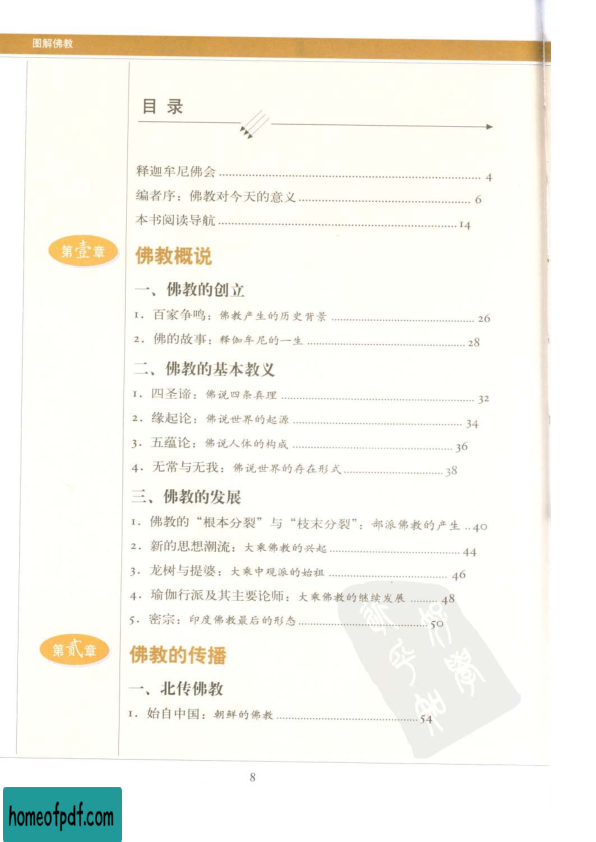 图解佛教
目 录
释迦牟尼佛会 4
编者序：佛教对今天的意义 6
本书阅读导航 14
第壹章
佛教概说
一、佛教的创立
1．百家争鸣：佛教产生的历史背景 26
2．佛的故事：释伽牟尼的一生 28
二、佛教的基本教义
1．四圣谛：佛说四条真理 32
2．缘起论：佛说世界的起源 34
3．五蕴论：佛说人体的构成 36
4．无常与无我：佛说世界的存在形式 38
三、佛教的发展
1．佛教的“根本分裂”与“枝末分裂”：部派佛教的产生 ..40
2．新的思想潮流：大乘佛教的兴起 44
3．龙树与提婆：大乘中观派的始祖 46
4．瑜伽行派及其主要论师：大乘佛教的继续发展 48
5．密宗：印度佛教最后的形态 50
第贰章
佛教的传播
一、北传佛教
1．始自中国：朝鲜的佛教 54
8
homeofpdf.com